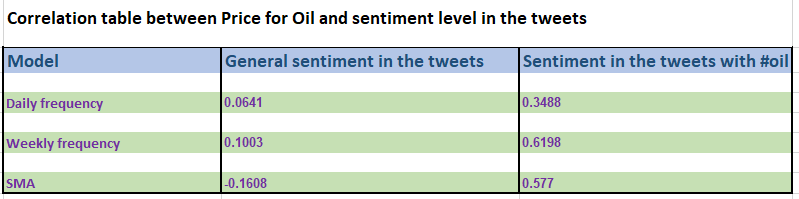 Correlation table between Price for Oil and sentiment level in the tweets
Model General sentiment in the tweets Sentiment in the tweets with #oil
Daily frequency 0.0641 0.3488
Weekly frequency 0.1003 0.6198
SMA -0.1608 0.577